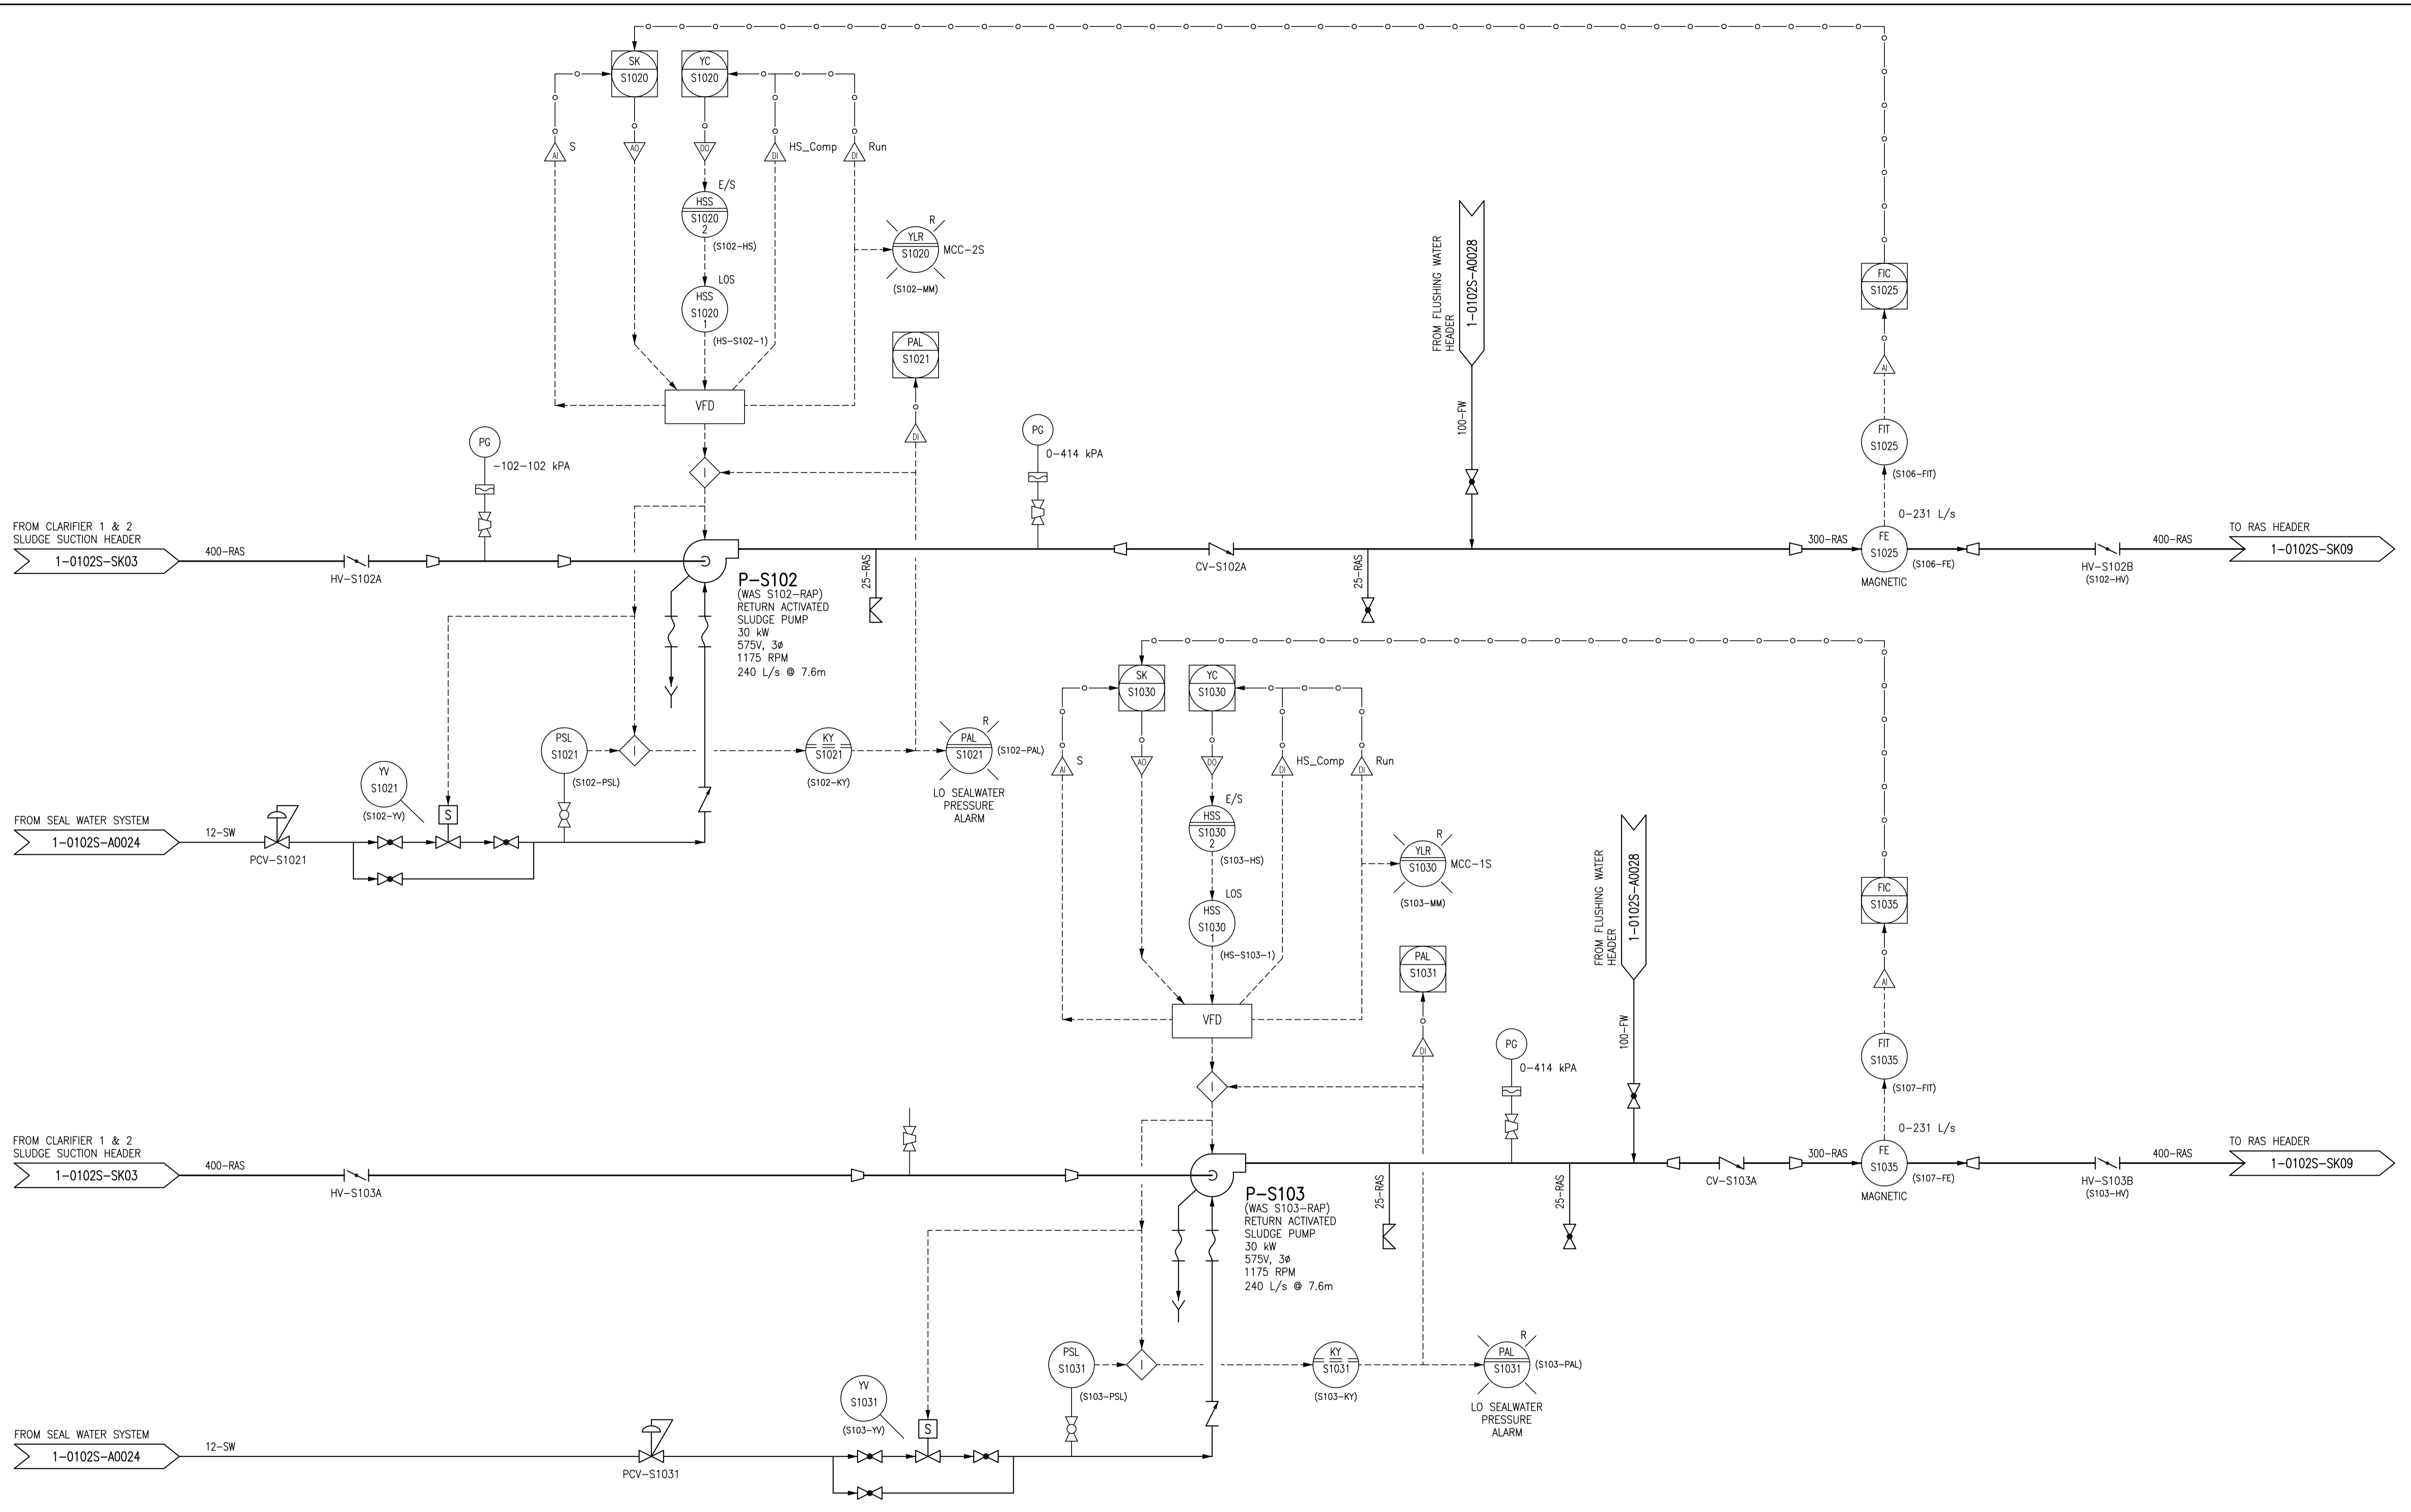 SK
S1020
YC
S1020
S
AI
AO
DO
HS_Comp
DI
Run
DI
E/S
HSS
S1020
2
(S102-HS)
R
YLR
S1020
MCC-2S
(S102-MM)
LOS
HSS
S1020
1
(HS-S102-1)
PAL
S1021
DI
VFD
I
PG
-102-102 kPA
PG
0-414 kPA
FROM FLUSHING WATER
HEADER
1-0102S-A0028
100-FW
FIC
S1025
AI
FIT
S1025
(S106-FIT)
0-231 L/s
FE
S1025
(S106-FE)
MAGNETIC
FROM CLARIFIER 1 & 2
SLUDGE SUCTION HEADER
1-0102S-SK03
400-RAS
HV-S102A
25-RAS
CV-S102A
25-RAS
300-RAS
HV-S102B
(S102-HV)
400-RAS
TO RAS HEADER
1-0102S-SK09
P-S102
(WAS S102-RAP)
RETURN ACTIVATED
SLUDGE PUMP
30 kW
575V, 3ø
1175 RPM
240 L/s @ 7.6m
PSL
S1021
(S102-PSL)
I
KY
S1021
(S102-KY)
R
PAL
S1021
(S102-PAL)
LO SEALWATER
PRESSURE
ALARM
YV
S1021
(S102-YV)
S
FROM SEAL WATER SYSTEM
1-0102S-A0024
12-SW
PCV-S1021
SK
S1030
YC
S1030
S
AI
AO
DO
HS_Comp
DI
Run
DI
E/S
HSS
S1030
2
(S103-HS)
R
YLR
S1030
MCC-1S
(S103-MM)
LOS
HSS
S1030
1
(HS-S103-1)
PAL
S1031
DI
VFD
I
PG
0-414 kPA
FROM FLUSHING WATER
HEADER
1-0102S-A0028
100-FW
FIC
S1035
AI
FIT
S1035
(S107-FIT)
0-231 L/s
FE
S1035
(S107-FE)
MAGNETIC
FROM CLARIFIER 1 & 2
SLUDGE SUCTION HEADER
1-0102S-SK03
400-RAS
HV-S103A
25-RAS
25-RAS
CV-S103A
300-RAS
HV-S103B
(S103-HV)
400-RAS
TO RAS HEADER
1-0102S-SK09
P-S103
(WAS S103-RAP)
RETURN ACTIVATED
SLUDGE PUMP
30 kW
575V, 3ø
1175 RPM
240 L/s @ 7.6m
PSL
S1031
(S103-PSL)
I
KY
S1031
(S103-KY)
R
PAL
S1031
(S103-PAL)
LO SEALWATER
PRESSURE
ALARM
YV
S1031
(S103-YV)
S
FROM SEAL WATER SYSTEM
1-0102S-A0024
12-SW
PCV-S1031